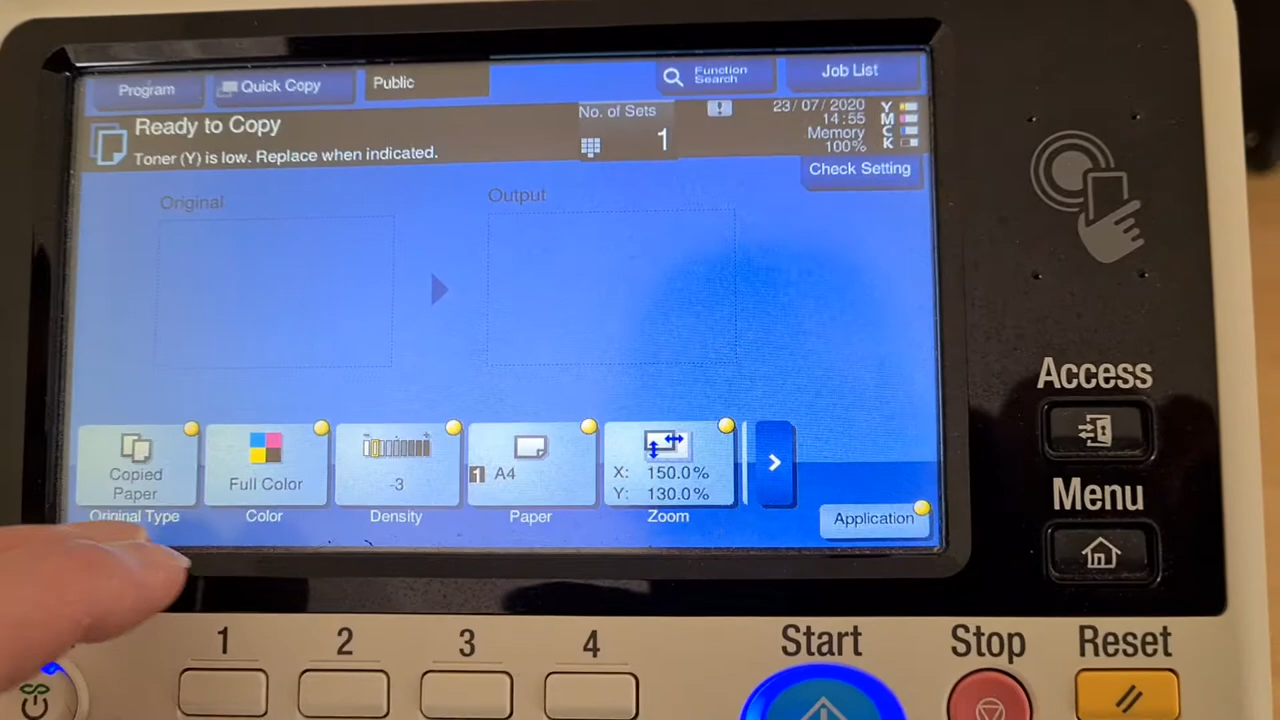 Program
Quick Copy
Public
Function
Search
Job List
Ready to Copy
Toner (Y) is low. Replace when indicated.
No. of Sets
1
23/07/2020
14:55
Memory
100%
Y
M
C
K
Check Setting
Original
Output
Copied
Paper
Full Color
-3
1 A4
X: 150.0%
Y: 130.0%
Original Type
Color
Density
Paper
Zoom
Application
Access
Menu
1
2
3
4
Start
Stop
Reset